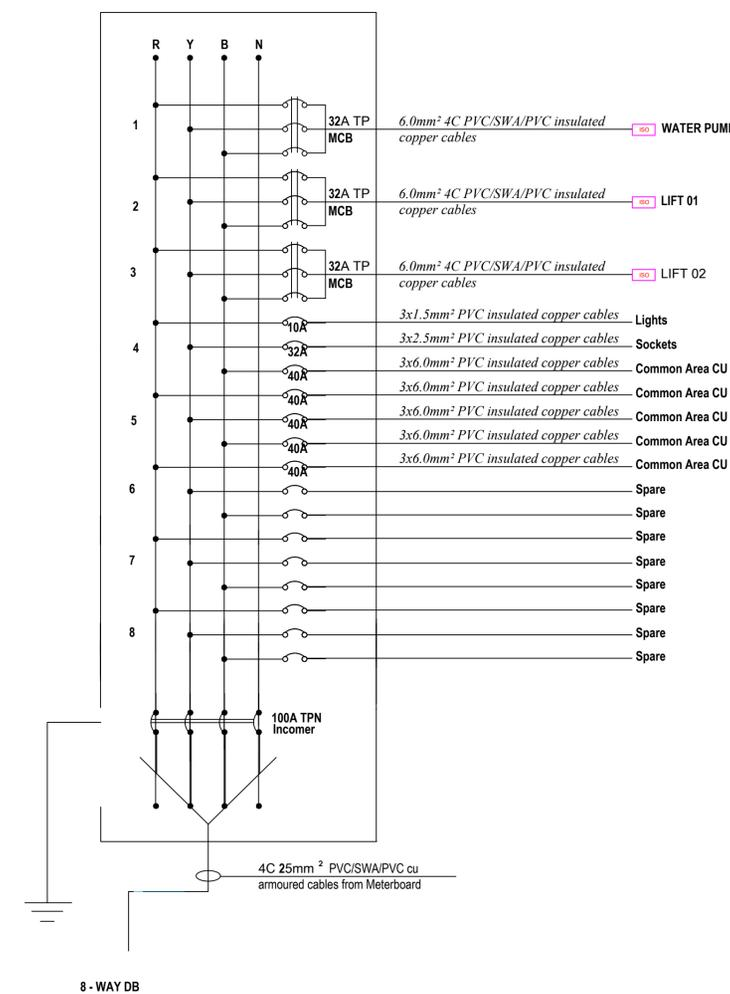 R Y B N
1
32A TP
MCB
6.0mm² 4C PVC/SWA/PVC insulated
copper cables
ISO
WATER PUM
2
32A TP
MCB
6.0mm² 4C PVC/SWA/PVC insulated
copper cables
ISO
LIFT 01
3
32A TP
MCB
6.0mm² 4C PVC/SWA/PVC insulated
copper cables
ISO
LIFT 02
10A
3x1.5mm² PVC insulated copper cables
Lights
4
32A
3x2.5mm² PVC insulated copper cables
Sockets
40A
3x6.0mm² PVC insulated copper cables
Common Area CU
40A
3x6.0mm² PVC insulated copper cables
Common Area CU
5
40A
3x6.0mm² PVC insulated copper cables
Common Area CU
40A
3x6.0mm² PVC insulated copper cables
Common Area CU
40A
3x6.0mm² PVC insulated copper cables
Common Area CU
6
Spare
Spare
Spare
7
Spare
Spare
Spare
8
Spare
Spare
100A TPN
Incomer
4C 25mm ² PVC/SWA/PVC cu
armoured cables from Meterboard
8 - WAY DB